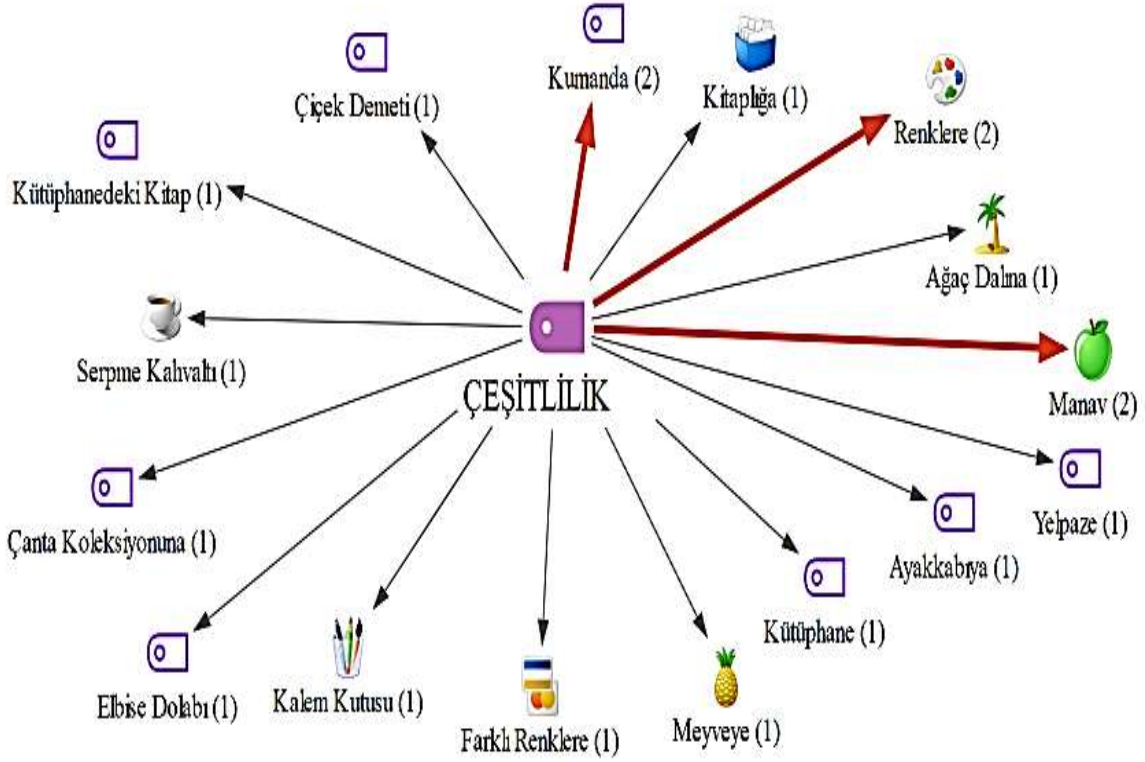 Kumanda (2)
Kitaplığa (1)
Çiçek Demeti (1)
Renklere (2)
Kütüphanedeki Kitap (1)
Ağaç Dalına (1)
Serpme Kahvaltı (1)
ÇEŞİTLİLİK
Manav (2)
Çanta Koleksiyonuna (1)
Yelpaze (1)
Ayakkabıya (1)
Kütüphane (1)
Elbise Dolabı (1)
Kalem Kutusu (1)
Farklı Renklere (1)
Meyveye (1)